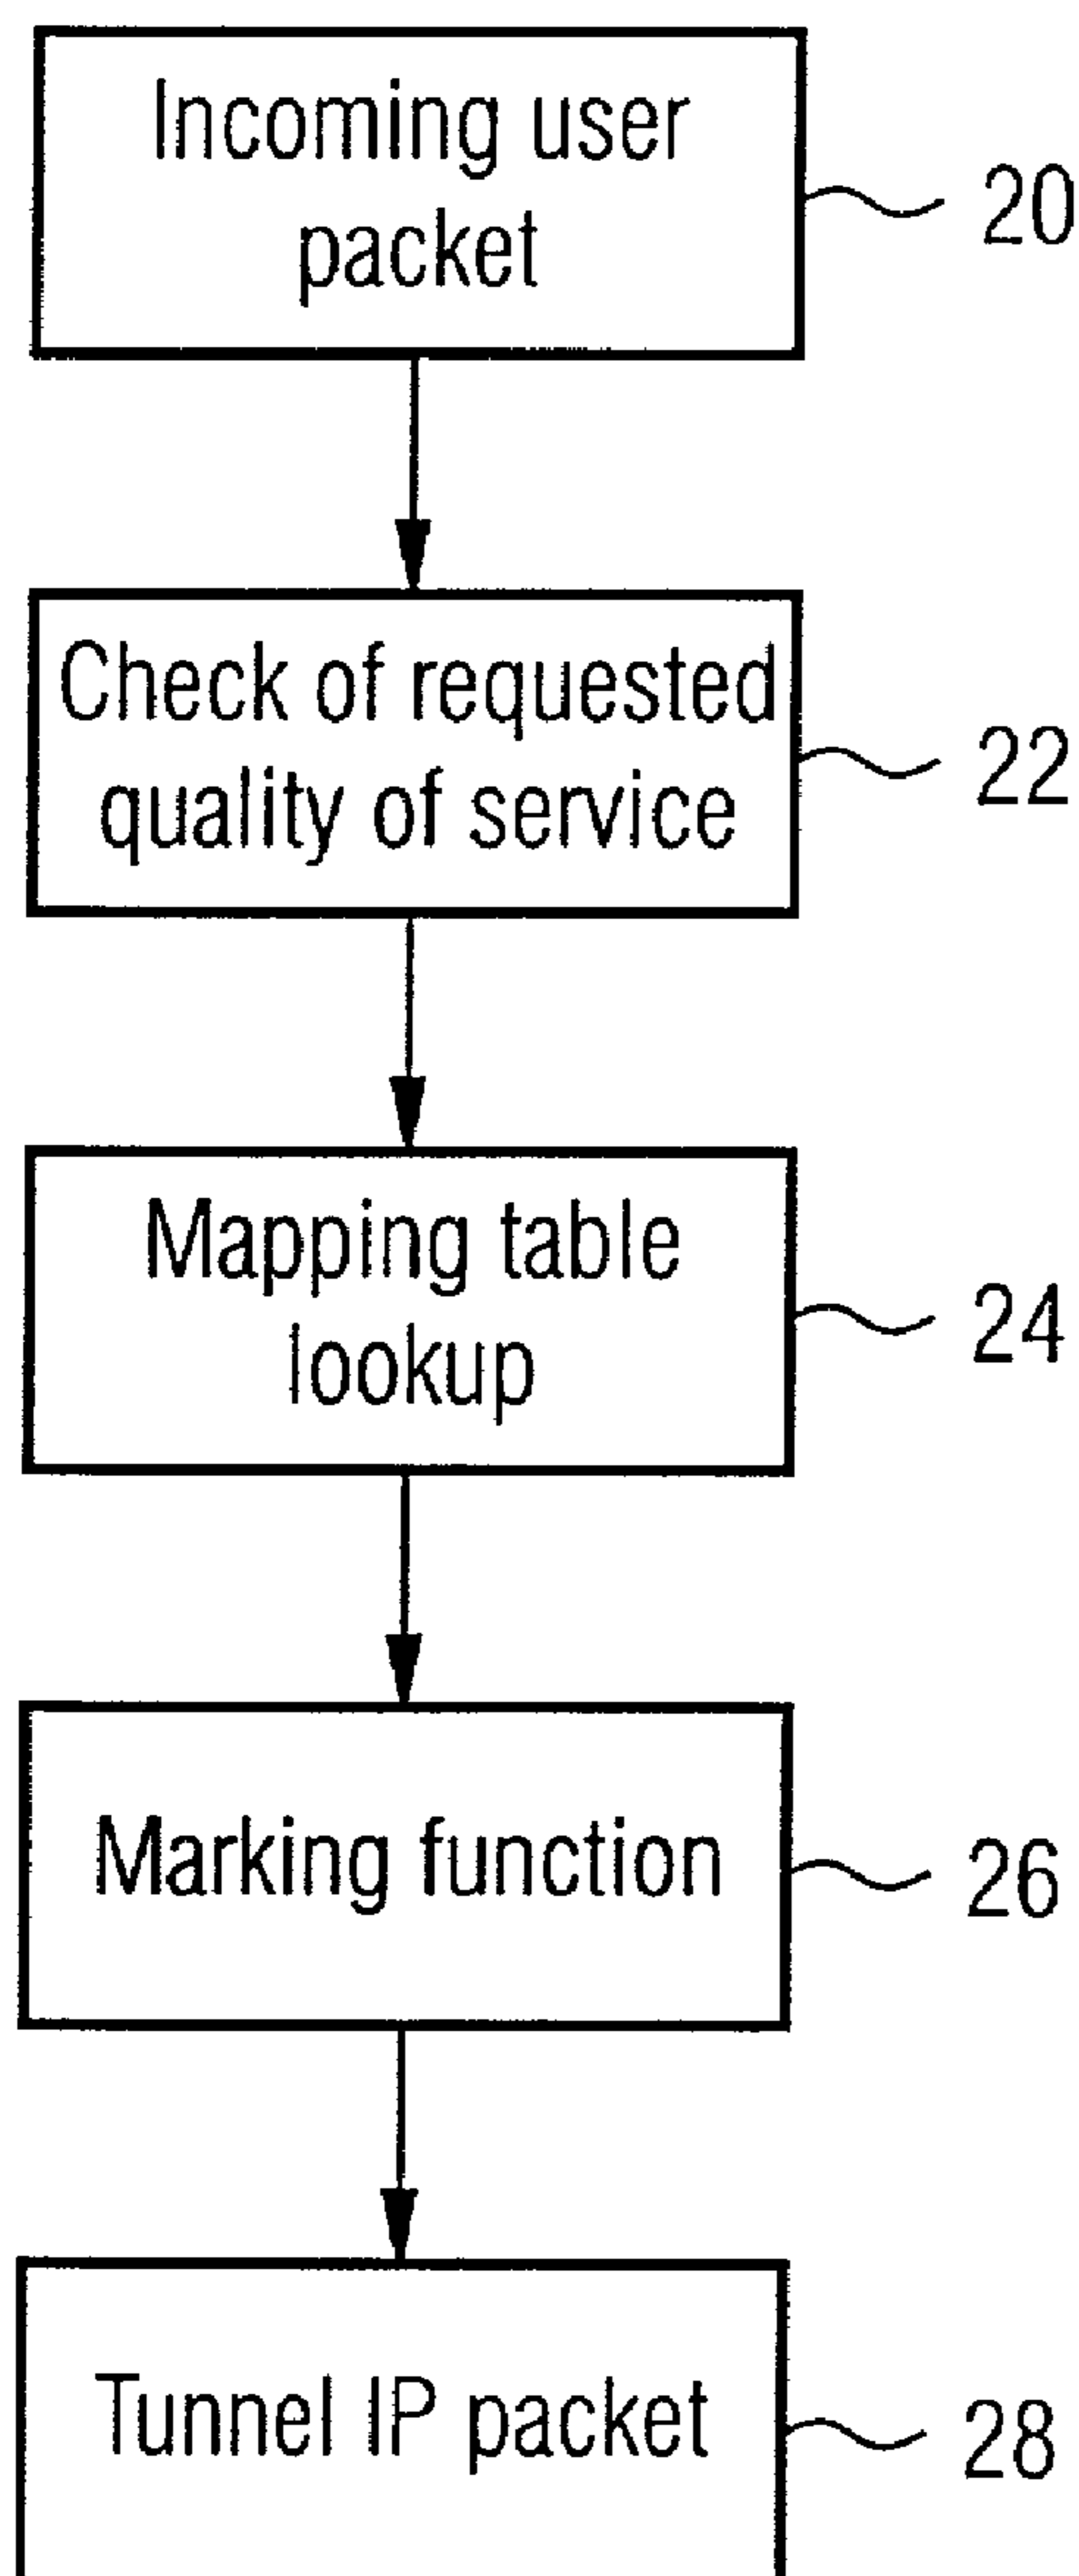 Incoming user
packet
20
Check of requested
quality of service
22
Mapping table
lookup
24
Marking function
26
Tunnel IP packet
28